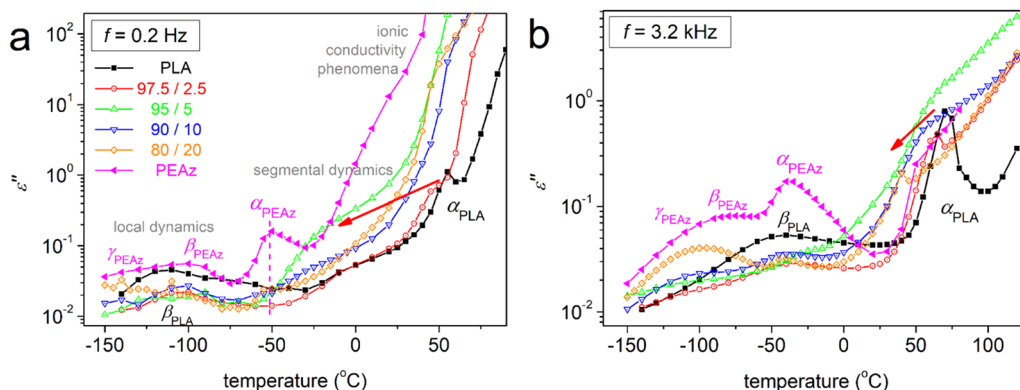 a
f = 0.2 Hz
PLA
97.5 / 2.5
95 / 5
90 / 10
80 / 20
PEAz
ionic
conductivity
phenomena
segmental dynamics
local dynamics
γPEAz
βPEAz
αPEAz
αPLA
βPLA
10²
10¹
10⁰
10⁻¹
10⁻²
ε''
-150 -100 -50 0 50
temperature (°C)
b
f = 3.2 kHz
αPEAz
βPEAz
γPEAz
βPLA
αPLA
10⁰
10⁻¹
10⁻²
ε''
-150 -100 -50 0 50 100
temperature (°C)